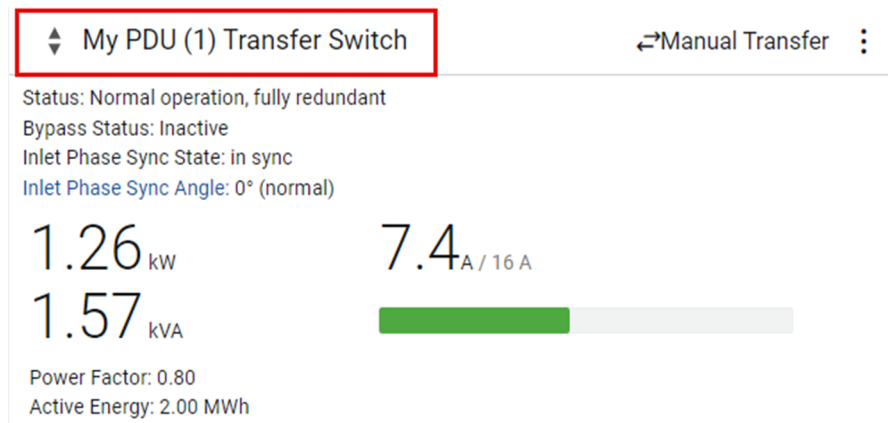 My PDU (1) Transfer Switch
Manual Transfer
Status: Normal operation, fully redundant
Bypass Status: Inactive
Inlet Phase Sync State: in sync
Inlet Phase Sync Angle: 0° (normal)
1.26 kW
7.4 A / 16 A
1.57 kVA
Power Factor: 0.80
Active Energy: 2.00 MWh